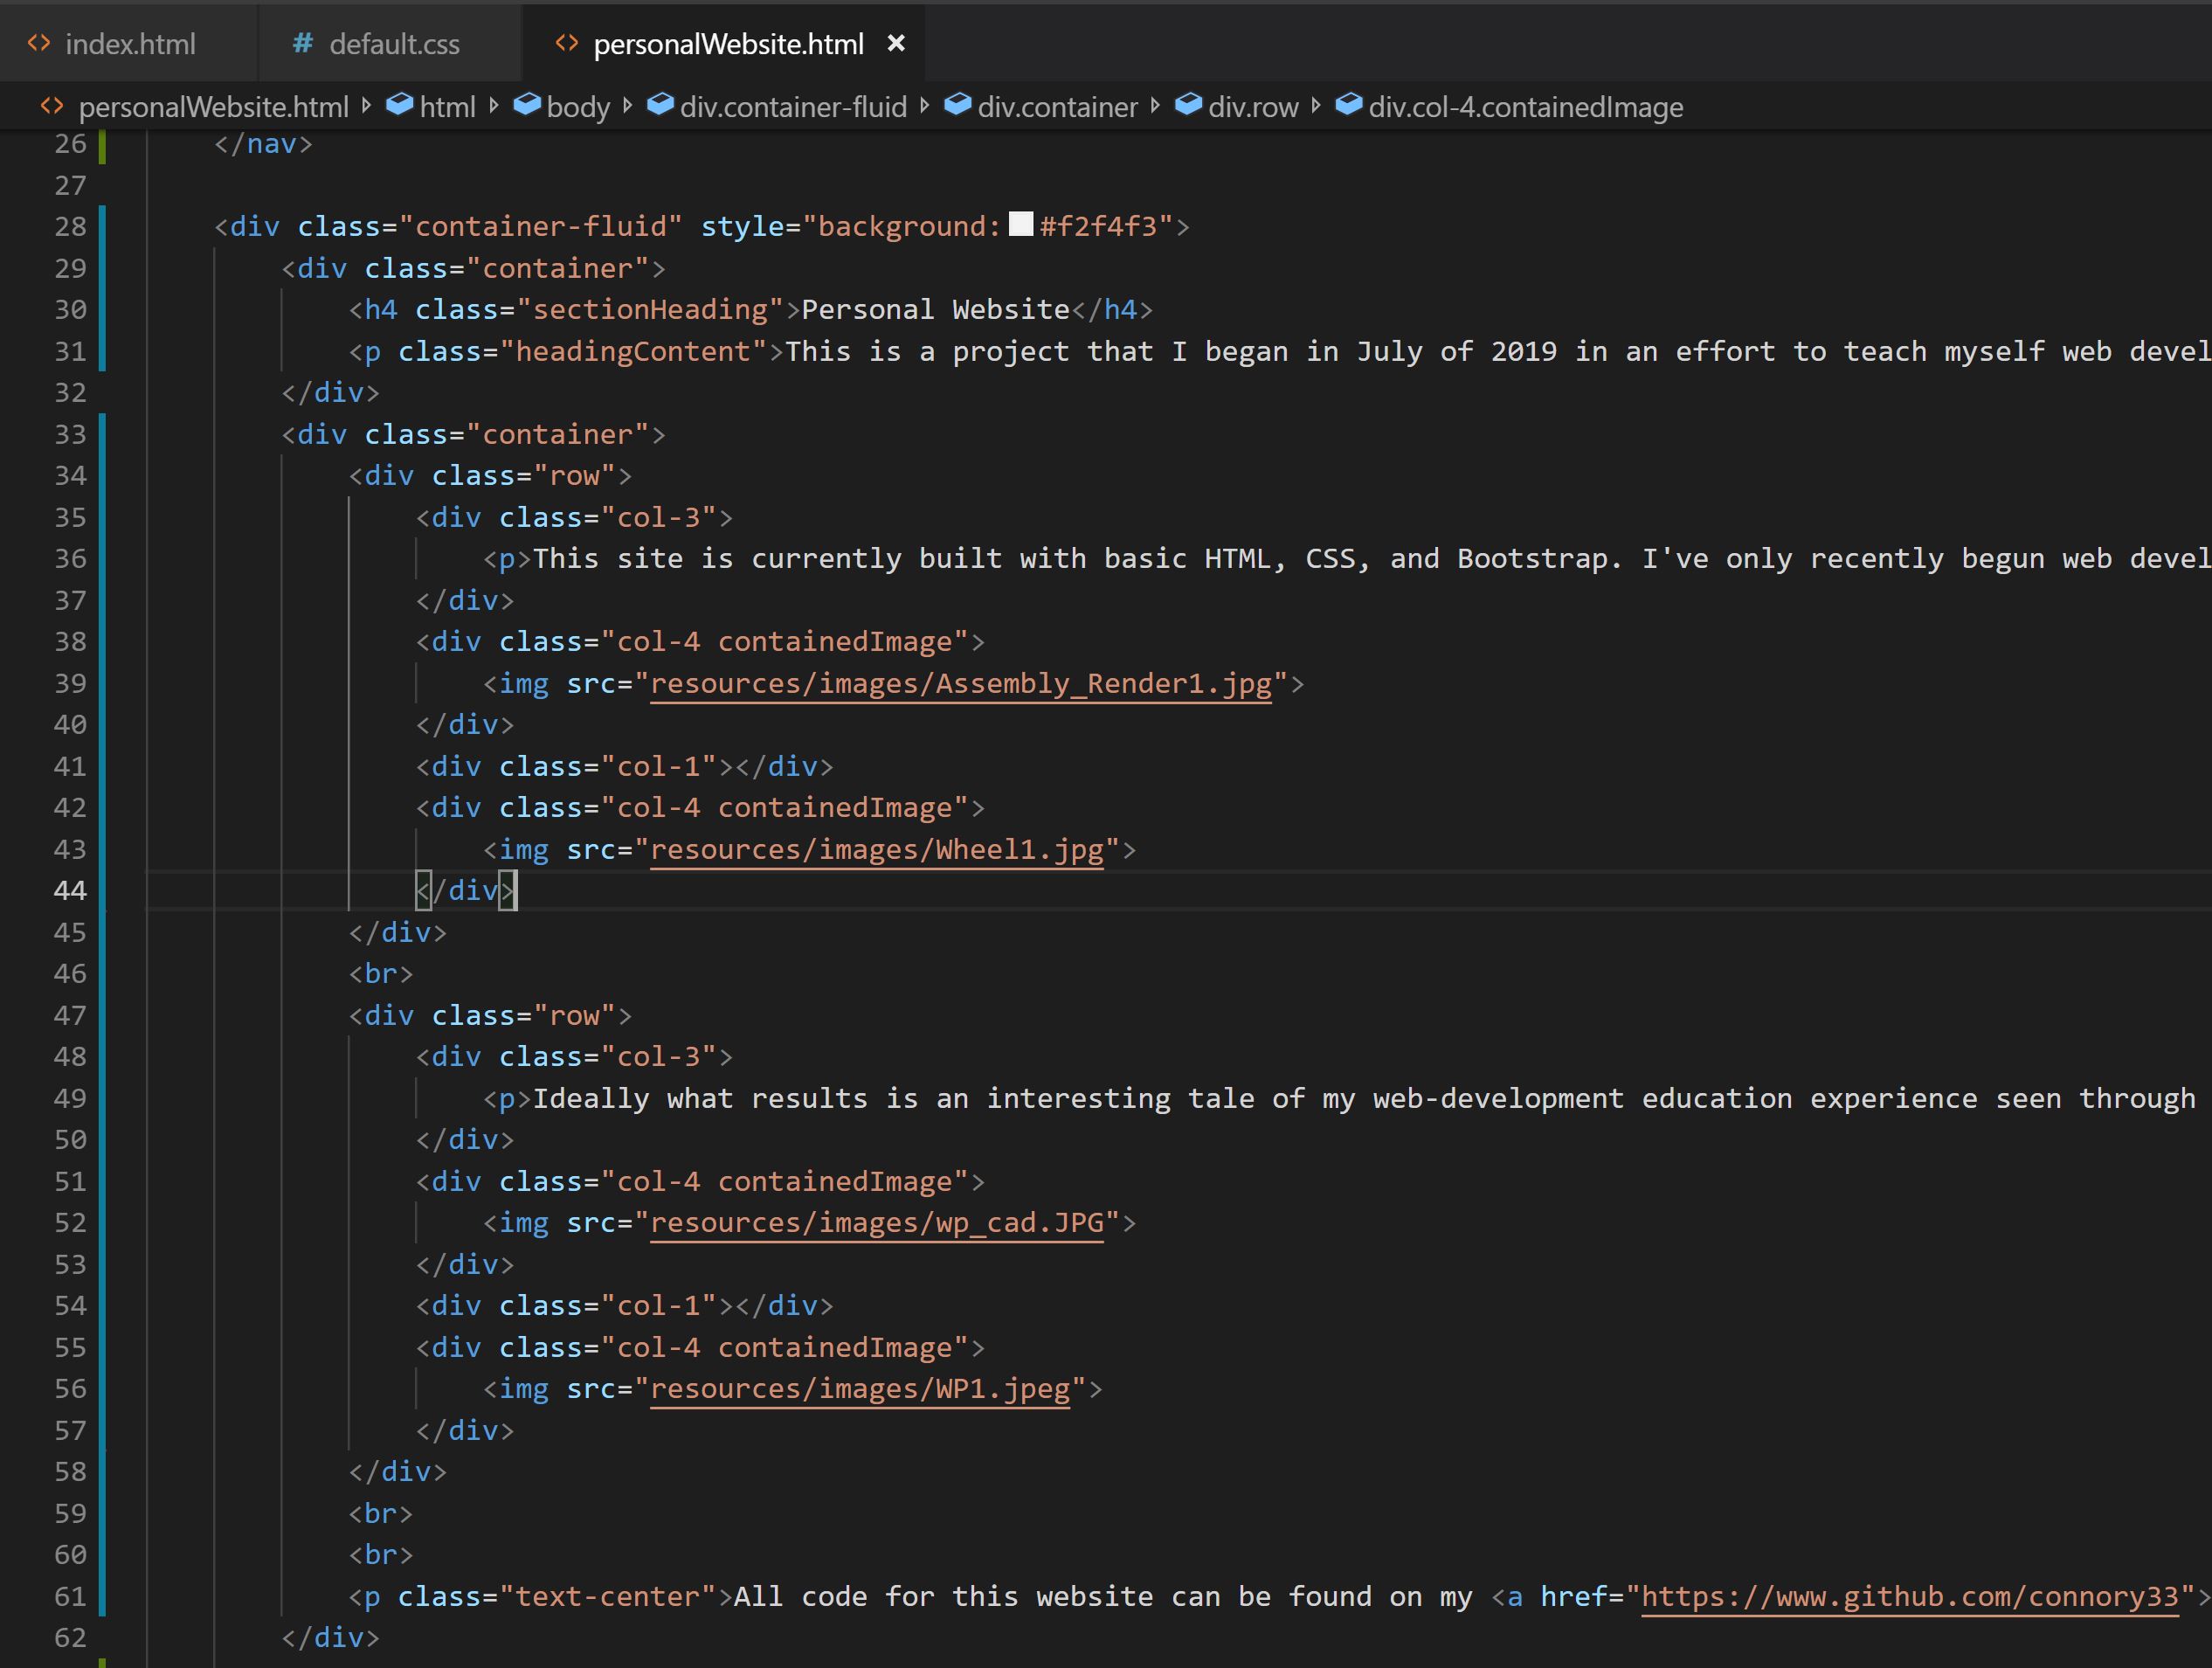 index.html default.css personalWebsite.html
personalWebsite.html html body div.container-fluid div.container div.row div.col-4.containedImage
26 </nav>
27
28 <div class="container-fluid" style="background: #f2f4f3">
29 <div class="container">
30 <h4 class="sectionHeading">Personal Website</h4>
31 <p class="headingContent">This is a project that I began in July of 2019 in an effort to teach myself web devel
32 </div>
33 <div class="container">
34 <div class="row">
35 <div class="col-3">
36 <p>This site is currently built with basic HTML, CSS, and Bootstrap. I've only recently begun web devel
37 </div>
38 <div class="col-4 containedImage">
39 <img src="resources/images/Assembly_Render1.jpg">
40 </div>
41 <div class="col-1"></div>
42 <div class="col-4 containedImage">
43 <img src="resources/images/Wheel1.jpg">
44 </div>
45 </div>
46 <br>
47 <div class="row">
48 <div class="col-3">
49 <p>Ideally what results is an interesting tale of my web-development education experience seen through
50 </div>
51 <div class="col-4 containedImage">
52 <img src="resources/images/wp_cad.JPG">
53 </div>
54 <div class="col-1"></div>
55 <div class="col-4 containedImage">
56 <img src="resources/images/WP1.jpeg">
57 </div>
58 </div>
59 <br>
60 <br>
61 <p class="text-center">All code for this website can be found on my <a href="https://www.github.com/connory33">
62 </div>